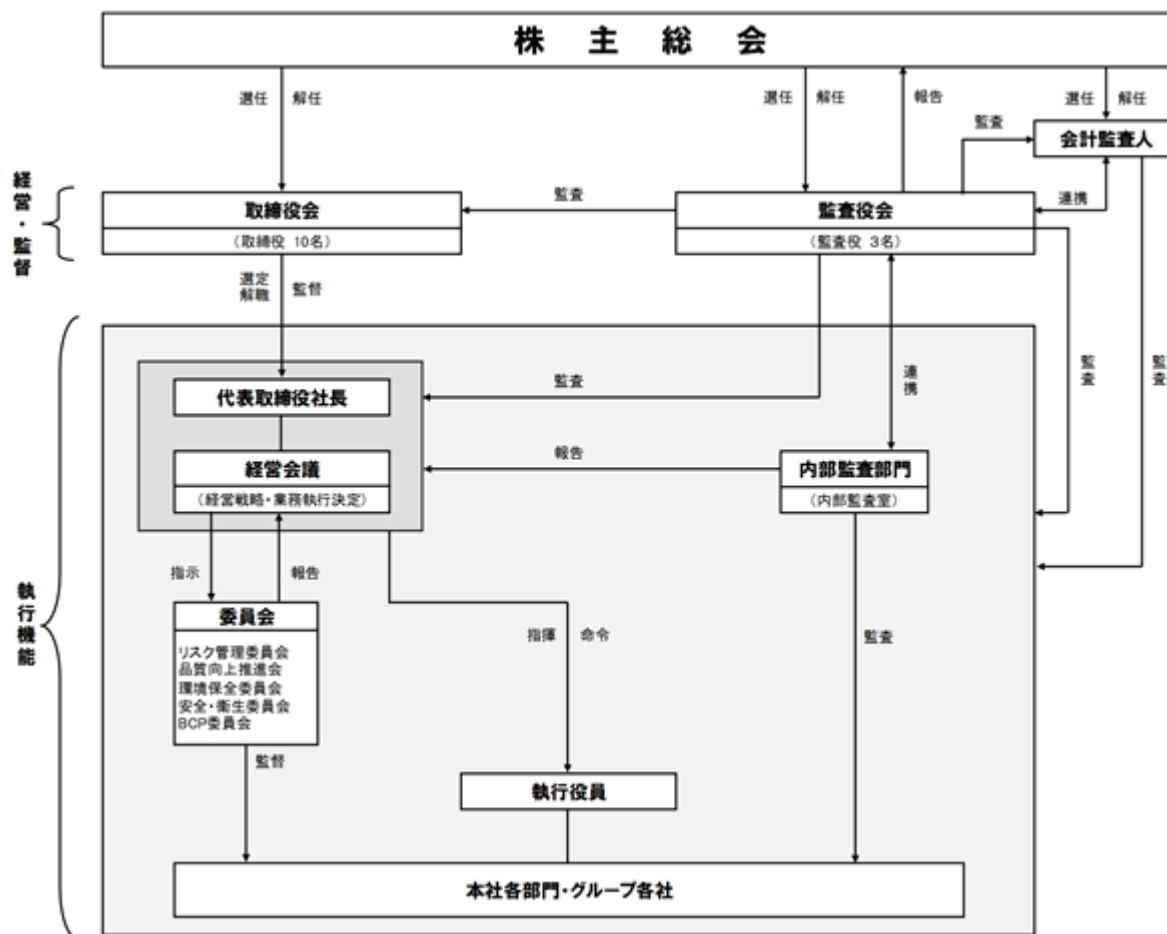 株主総会
選任 解任
選任 解任
報告
選任 解任
監査
会計監査人
経営・監督
取締役会
(取締役 10名)
監査
監査役会
(監査役 3名)
連携
選定
解職
監督
執行機能
代表取締役社長
監査
連携
監査
監査
経営会議
(経営戦略・業務執行決定)
報告
内部監査部門
(内部監査室)
指示
報告
委員会
リスク管理委員会
品質向上推進会
環境保全委員会
安全・衛生委員会
BCP委員会
指揮 命令
監査
監督
執行役員
本社各部門・グループ各社